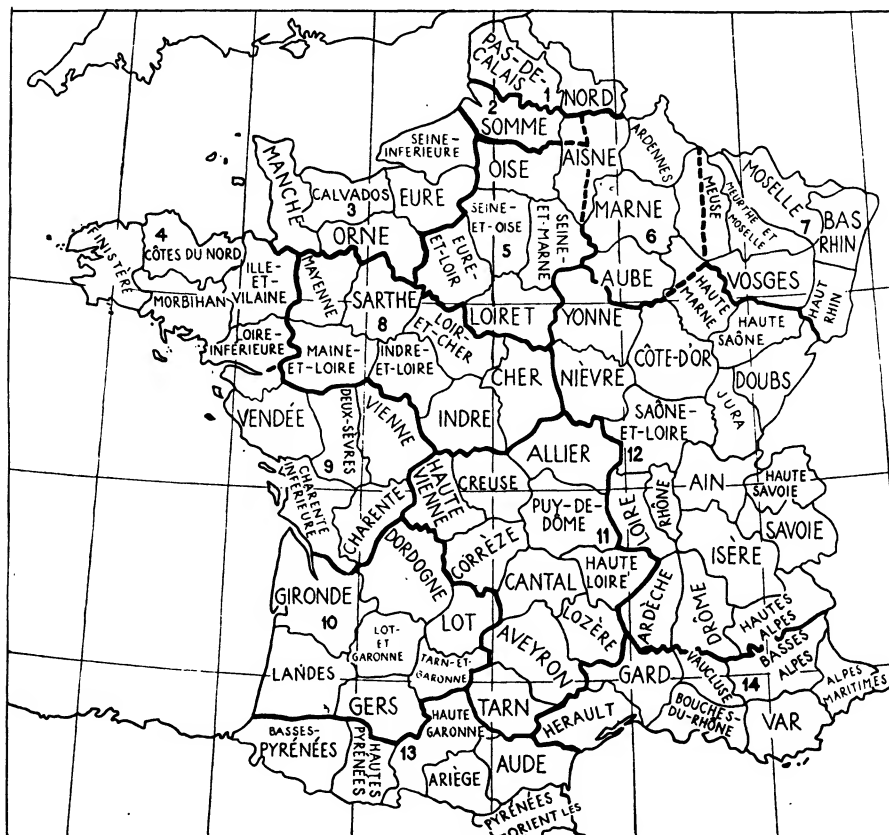 PAS-DE-
CALAIS
1
NORD
2
SOMME
SEINE-
INFERIEURE
OISE
AISNE
ARDENNES
MANCHE
CALVADOS
3
EURE
SEINE-
ET-OISE
5
SEINE-
ET-MARNE
MARNE
6
MEUSE
MEURTHE ET
MOSELLE
MOSELLE
7
BAS
RHIN
ORNE
EURE-
ET-LOIR
AUBE
HAUTE
MARNE
VOSGES
HAUT
RHIN
FINISTÉRE
4
CÔTES DU NORD
ILLE-
ET-
VILAINE
MORBIHAN
MAYENNE
SARTHE
8
LOIR-
ET-CHER
LOIRET
YONNE
HAUTE
SAÔNE
LOIRE-
INFÉRIEURE
MAINE-
ET-LOIRE
INDRE-
ET-LOIRE
CHER
NIÈVRE
CÔTE-D'OR
DOUBS
JURA
VENDÉE
DEUX-SÈVRES
VIENNE
INDRE
SAÔNE-
ET-LOIRE
12
9
ALLIER
CHARENTE
INFÉRIEURE
CHARENTE
HAUTE
VIENNE
CREUSE
PUY-DE-
DÔME
11
LOIRE
RHÔNE
AIN
HAUTE
SAVOIE
SAVOIE
ISÈRE
DORDOGNE
CORRÈZE
CANTAL
HAUTE
LOIRE
ARDÈCHE
DRÔME
HAUTES
ALPES
GIRONDE
10
LOT-
ET
GARONNE
LOT
AVEYRON
LOZÈRE
LANDES
TARN-ET-
GARONNE
GARD
VAUCLUSE
14
BASSES
ALPES
ALPES
MARITIMES
GERS
TARN
HAUTE
GARONNE
HERAULT
BOUCHES-
DU-RHÔNE
VAR
BASSES-
PYRÉNÉES
HAUTES
PYRÉNÉES
13
ARIÈGE
AUDE
PYRÉNÉES
ORIENTLES